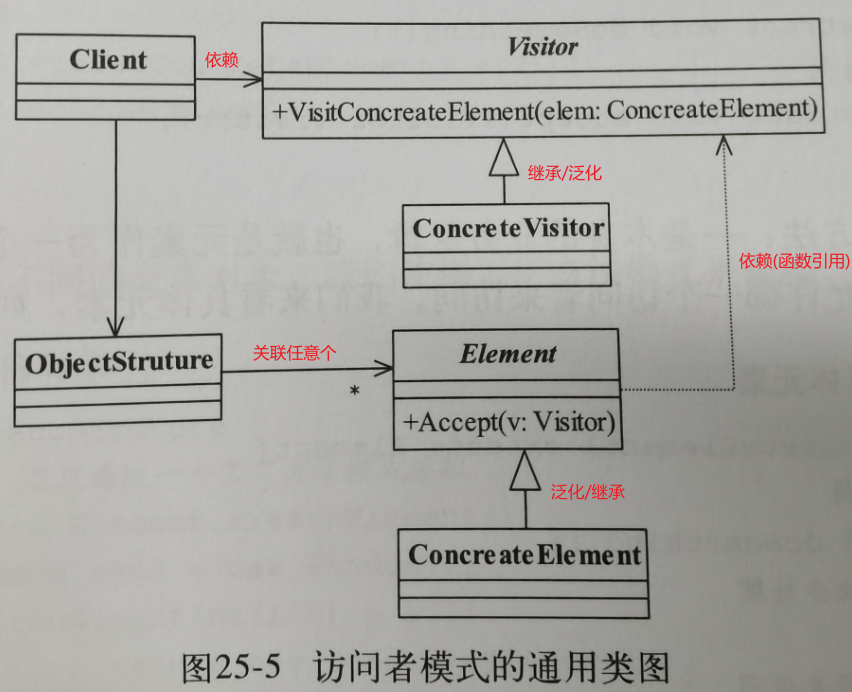 Client
依赖
Visitor
+VisitConcreateElement(elem: ConcreateElement)
继承/泛化
ConcreteVisitor
依赖(函数引用)
ObjectStruture
关联任意个
*
Element
+Accept(v: Visitor)
泛化/继承
ConcreateElement
图25-5 访问者模式的通用类图